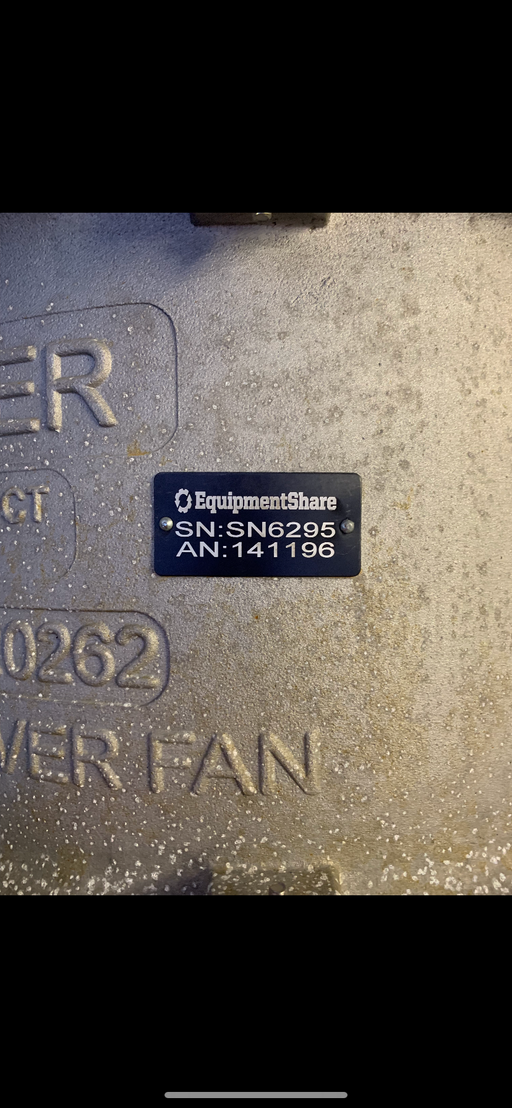 ER
CT
EquipmentShare
SN:SN6295
AN:141196
0262
VER FAN